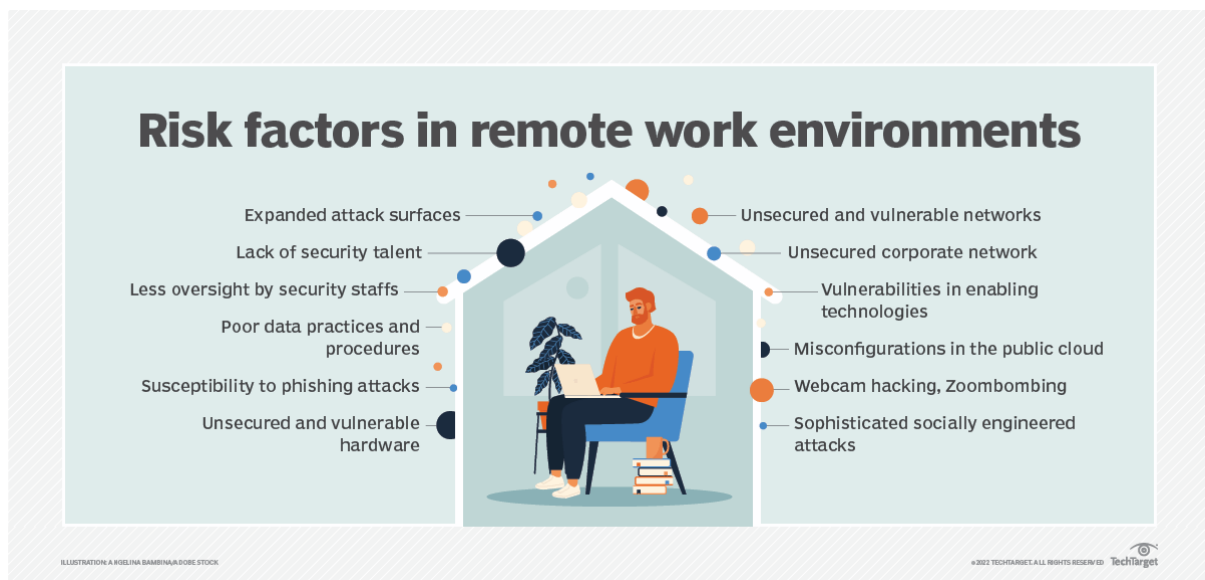 Risk factors in remote work environments
Expanded attack surfaces
Lack of security talent
Less oversight by security staffs
Poor data practices and
procedures
Susceptibility to phishing attacks
Unsecured and vulnerable
hardware
Unsecured and vulnerable networks
Unsecured corporate network
Vulnerabilities in enabling
technologies
Misconfigurations in the public cloud
Webcam hacking, Zoombombing
Sophisticated socially engineered
attacks
ILLUSTRATION: ANGELINA BAMBINA/ADOBE STOCK
©2022 TECHTARGET. ALL RIGHTS RESERVED TechTarget